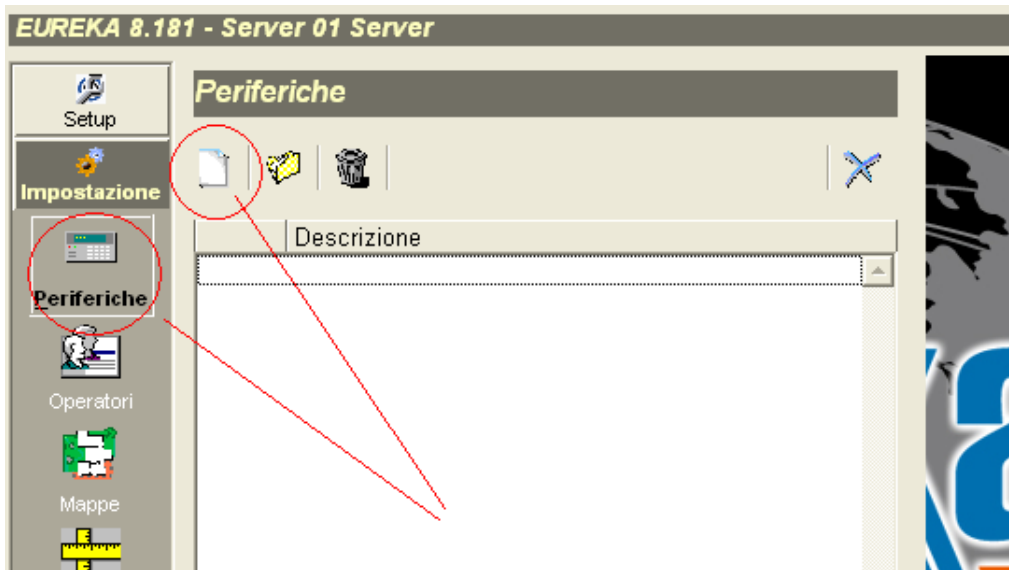 EUREKA 8.181 - Server 01 Server
Setup
Impostazione
Periferiche
Operatori
Mappe
Periferiche
Descrizione